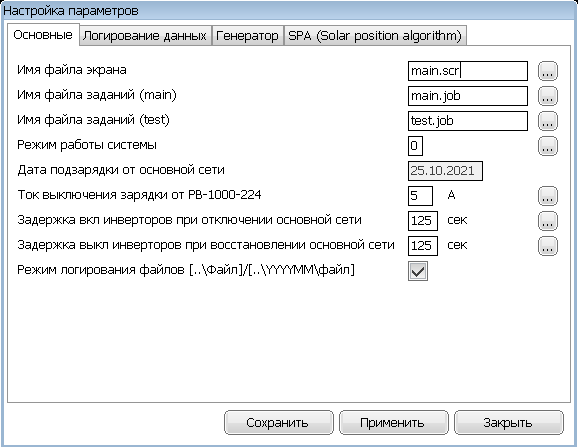 Настройка параметров
Основные Логирование данных Генератор SPA (Solar position algorithm)
Имя файла экрана main.scr ...
Имя файла заданий (main) main.job ...
Имя файла заданий (test) test.job ...
Режим работы системы 0 ...
Дата подзарядки от основной сети 25.10.2021
Ток выключения зарядки от PB-1000-224 5 А ...
Задержка вкл инверторов при отключении основной сети 125 сек ...
Задержка выкл инверторов при восстановлении основной сети 125 сек ...
Режим логирования файлов [..\Файл]/[..\YYYYMM\файл]
Сохранить Применить Закрыть